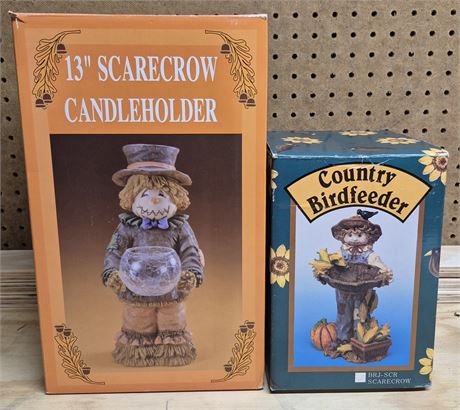 13" SCARECROW
CANDLEHOLDER
Country
Birdfeeder
BRJ-SCR
SCARECROW